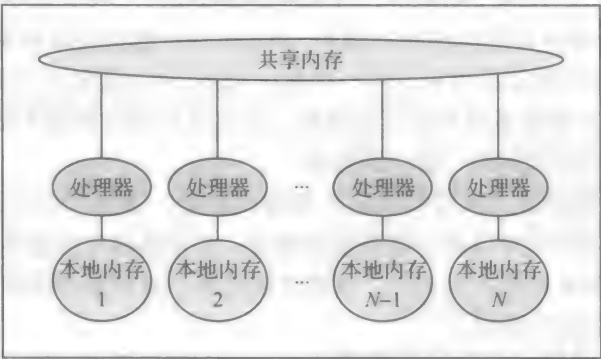 共享内存
处理器 处理器 ... 处理器 处理器
本地内存 本地内存 ... 本地内存 本地内存
1 2 N-1 N